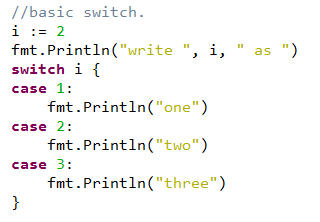 //basic switch.
i := 2
fmt.Println("write ", i, " as ")
switch i {
case 1:
    fmt.Println("one")
case 2:
    fmt.Println("two")
case 3:
    fmt.Println("three")
}